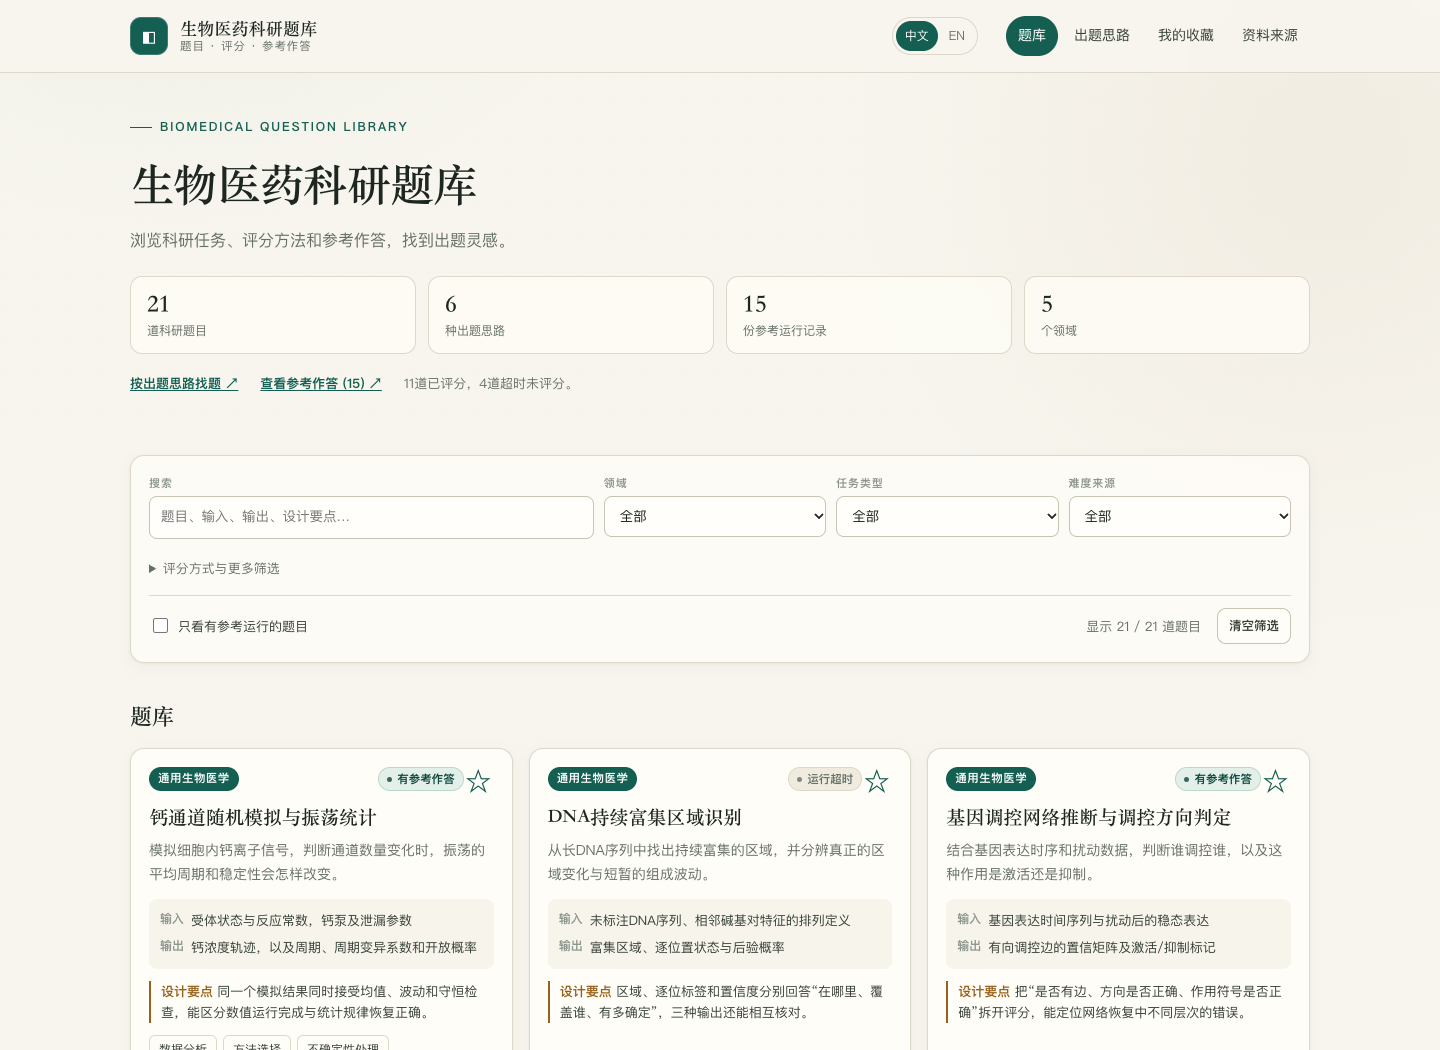 生物医药科研题库
题目 · 评分 · 参考作答
中文 EN
题库 出题思路 我的收藏 资料来源
BIOMEDICAL QUESTION LIBRARY
生物医药科研题库
浏览科研任务、评分方法和参考作答，找到出题灵感。
21
道科研题目
6
种出题思路
15
份参考运行记录
5
个领域
按出题思路找题 ↗ 查看参考作答 (15) ↗ 11道已评分，4道超时未评分。
搜索 领域 任务类型 难度来源
题目、输入、输出、设计要点… 全部 全部 全部
▶ 评分方式与更多筛选
只看有参考运行的题目 显示 21 / 21 道题目 清空筛选
题库
通用生物医学 有参考作答
钙通道随机模拟与振荡统计
模拟细胞内钙离子信号，判断通道数量变化时，振荡的
平均周期和稳定性会怎样改变。
输入 受体状态与反应常数，钙泵及泄漏参数
输出 钙浓度轨迹，以及周期、周期变异系数和开放概率
设计要点 同一个模拟结果同时接受均值、波动和守恒检
查，能区分数值运行完成与统计规律恢复正确。
数据分析 方法选择 不确定性处理
通用生物医学 运行超时
DNA持续富集区域识别
从长DNA序列中找出持续富集的区域，并分辨真正的区
域变化与短暂的组成波动。
输入 未标注DNA序列、相邻碱基对特征的排列定义
输出 富集区域、逐位置状态与后验概率
设计要点 区域、逐位标签和置信度分别回答“在哪里、覆
盖谁、有多确定”，三种输出还能相互核对。
通用生物医学 有参考作答
基因调控网络推断与调控方向判定
结合基因表达时序和扰动数据，判断谁调控谁，以及这
种作用是激活还是抑制。
输入 基因表达时间序列与扰动后的稳态表达
输出 有向调控边的置信矩阵及激活/抑制标记
设计要点 把“是否有边、方向是否正确、作用符号是否正
确”拆开评分，能定位网络恢复中不同层次的错误。